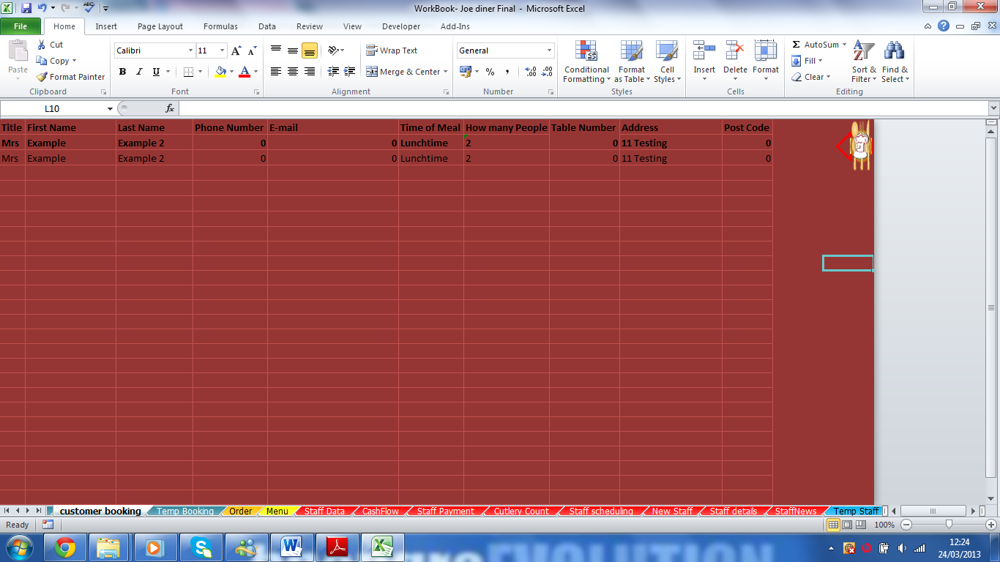 WorkBook- Joe diner Final - Microsoft Excel
File Home Insert Page Layout Formulas Data Review View Developer Add-Ins
Paste Cut Calibri 11 Wrap Text General Conditional Formatting Format as Table Cell Styles Insert Delete Format AutoSum Sort & Filter Find & Select
Copy B I U Merge & Center % , Fill
Format Painter Clear
Clipboard Font Alignment Number Styles Cells Editing
L10 fx
Title First Name Last Name Phone Number E-mail Time of Meal How many People Table Number Address Post Code
Mrs Example Example 2 0 0 Lunchtime 2 0 11 Testing 0
Mrs Example Example 2 0 0 Lunchtime 2 0 11 Testing 0
customer booking Temp Booking Order Menu Staff Data CashFlow Staff Payment Cutlery Count Staff scheduling New Staff Staff details StaffNews Temp Staff
Ready 100%
12:24
EVOLUTION 24/03/2013